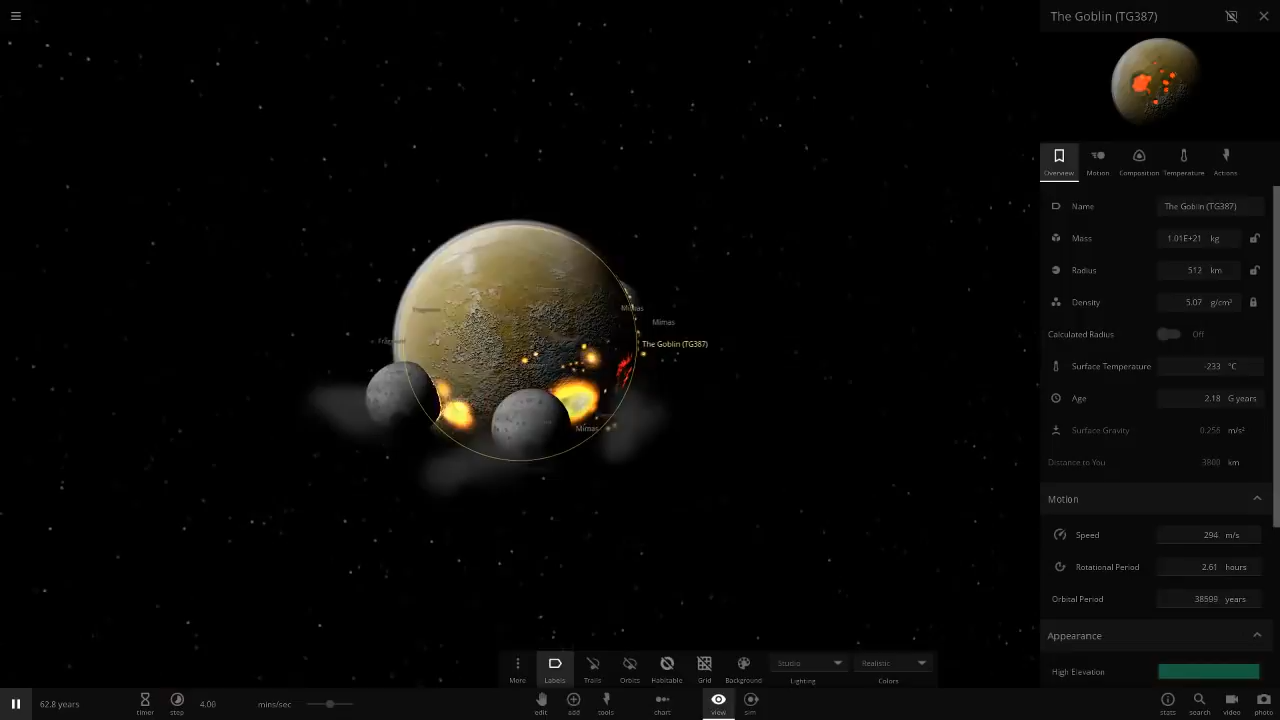 The Goblin (TG387)
Overview
Motion
Composition
Temperature
Actions
Name The Goblin (TG387)
Mass 1.01E+21 kg
Radius 512 km
Density 5.07 g/cm³
Calculated Radius Off
Surface Temperature -233 °C
Age 2.18 G years
Surface Gravity 0.256 m/s²
Distance to You 3800 km
Motion
Speed 294 m/s
Rotational Period 2.61 hours
Orbital Period 38599 years
Appearance
High Elevation
Fragment
Mimas
Mimas
The Goblin (TG387)
Fragment
Mimas
More
Labels
Trails
Orbits
Habitable
Grid
Background
Studio
Lighting
Realistic
Colors
62.8 years
timer
step
4.00 mins/sec
edit
add
tools
chart
view
sim
stats
search
video
photo